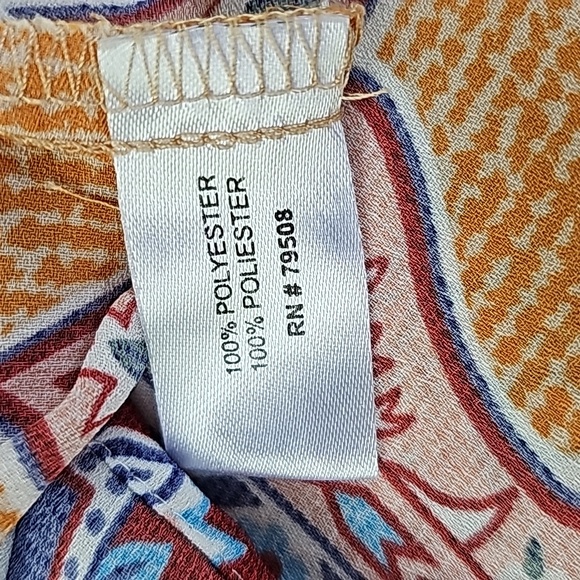 100% POLYESTER
100% POLIESTER
RN # 79508